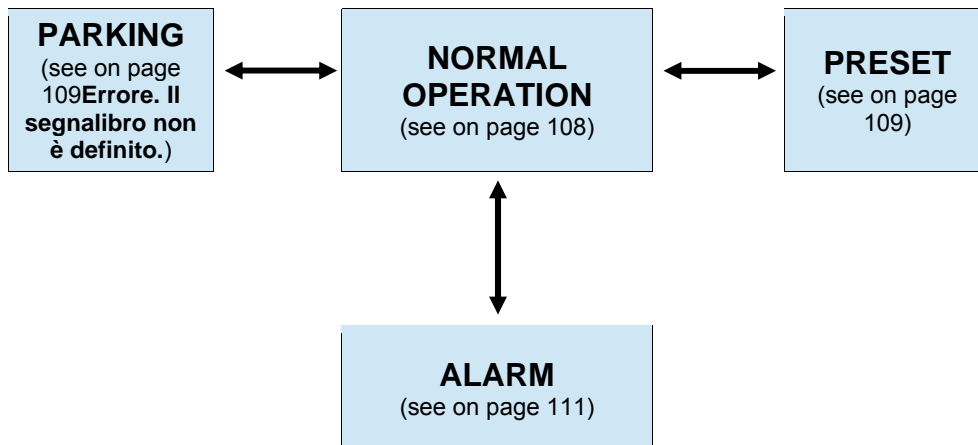 PARKING
(see on page
109Errore. Il
segnalibro non
è definito.)
NORMAL
OPERATION
(see on page 108)
PRESET
(see on page
109)
ALARM
(see on page 111)